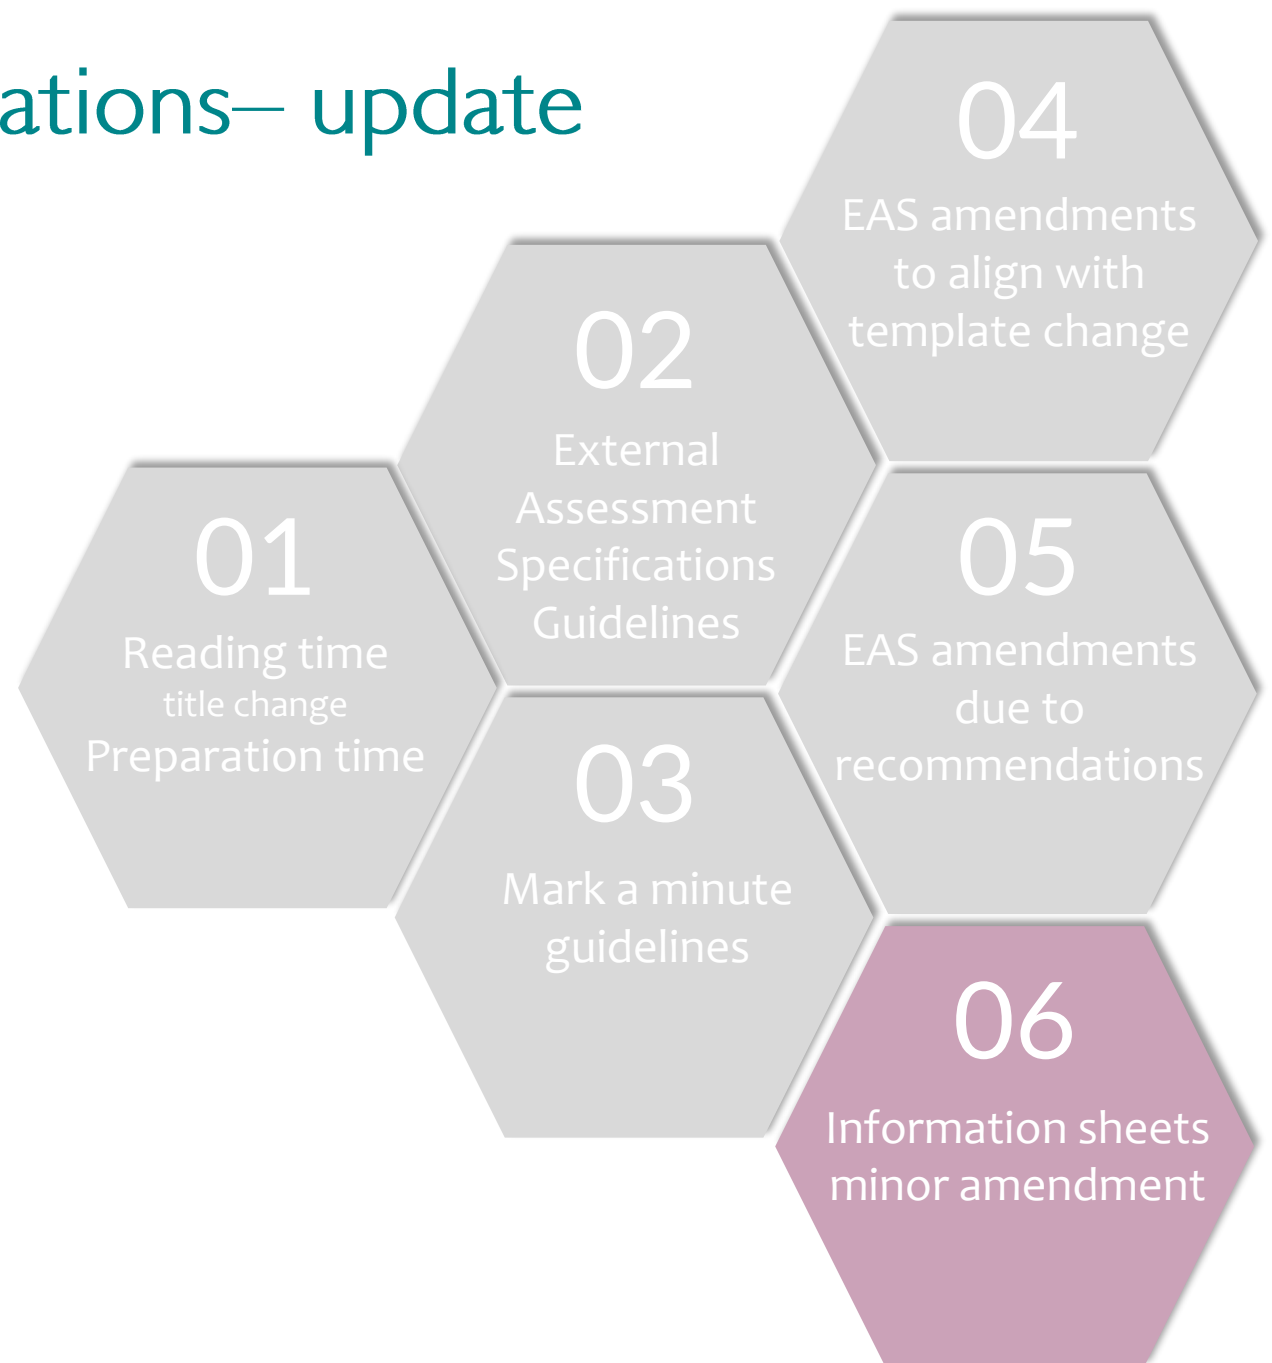 ations– update
01
Reading time
title change
Preparation time
02
External
Assessment
Specifications
Guidelines
03
Mark a minute
guidelines
04
EAS amendments
to align with
template change
05
EAS amendments
due to
recommendations
06
Information sheets
minor amendment